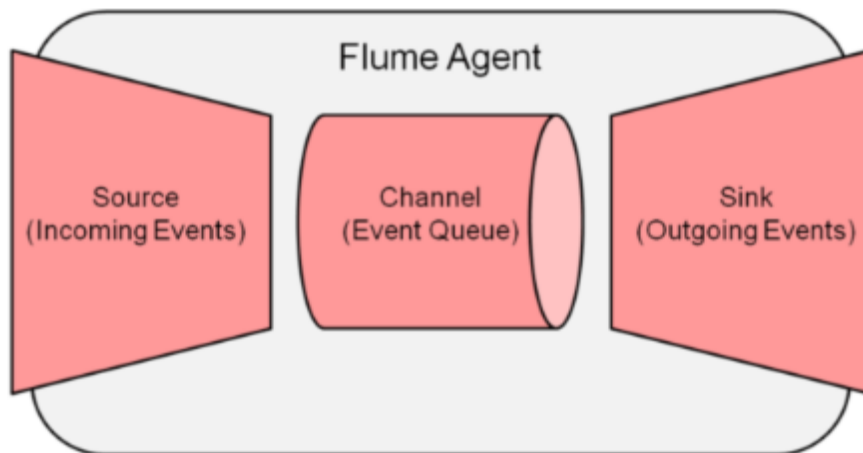 Flume Agent
Source
(Incoming Events)
Channel
(Event Queue)
Sink
(Outgoing Events)